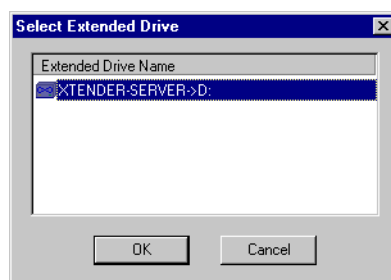 Select Extended Drive
Extended Drive Name
XTENDER-SERVER->D:
OK
Cancel